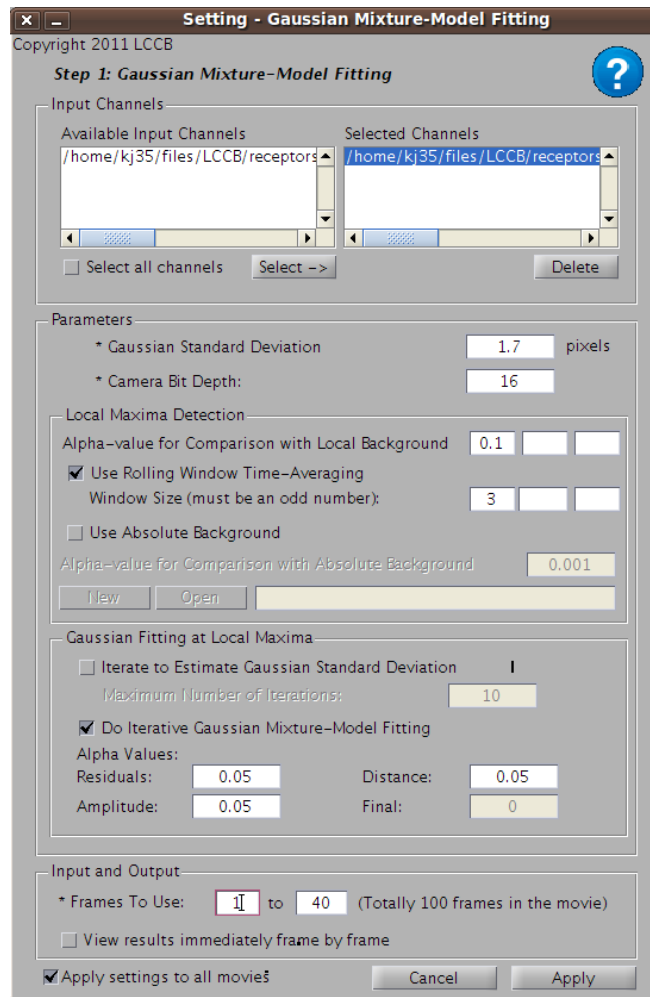 Setting - Gaussian Mixture-Model Fitting
Copyright 2011 LCCB
Step 1: Gaussian Mixture-Model Fitting
?
Input Channels
Available Input Channels Selected Channels
/home/kj35/files/LCCB/receptors /home/kj35/files/LCCB/receptors
Select all channels Select -> Delete
Parameters
* Gaussian Standard Deviation 1.7 pixels
* Camera Bit Depth: 16
Local Maxima Detection
Alpha-value for Comparison with Local Background 0.1
Use Rolling Window Time-Averaging
Window Size (must be an odd number): 3
Use Absolute Background
Alpha-value for Comparison with Absolute Background 0.001
New Open
Gaussian Fitting at Local Maxima
Iterate to Estimate Gaussian Standard Deviation
Maximum Number of Iterations: 10
Do Iterative Gaussian Mixture-Model Fitting
Alpha Values:
Residuals: 0.05 Distance: 0.05
Amplitude: 0.05 Final: 0
Input and Output
* Frames To Use: 1 to 40 (Totally 100 frames in the movie)
View results immediately frame by frame
Apply settings to all movies Cancel Apply